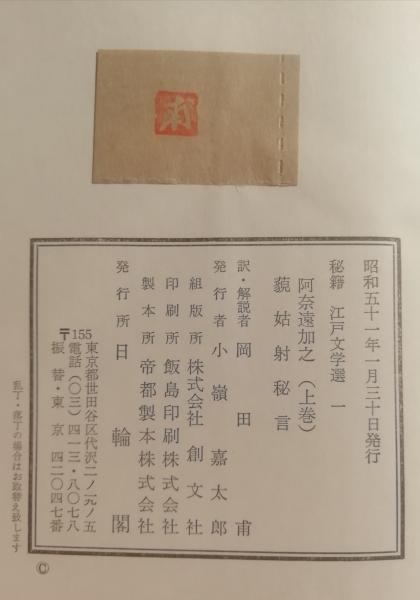 甫
昭和五十一年一月三十日発行
秘籍 江戸文学選 一
阿奈遠加之（上巻）
藐姑射秘言
訳・解説者 岡田甫
発行者 小嶺嘉太郎
組版所 株式会社創文社
印刷所 飯島印刷株式会社
製本所 帝都製本株式会社
発行所 日輪閣
〒155 東京都世田谷区代沢二ノ一九ノ五
電話（〇三）四一三・八〇七八
振替・東京 四二〇四七番
乱丁・落丁の場合はお取替え致します
©